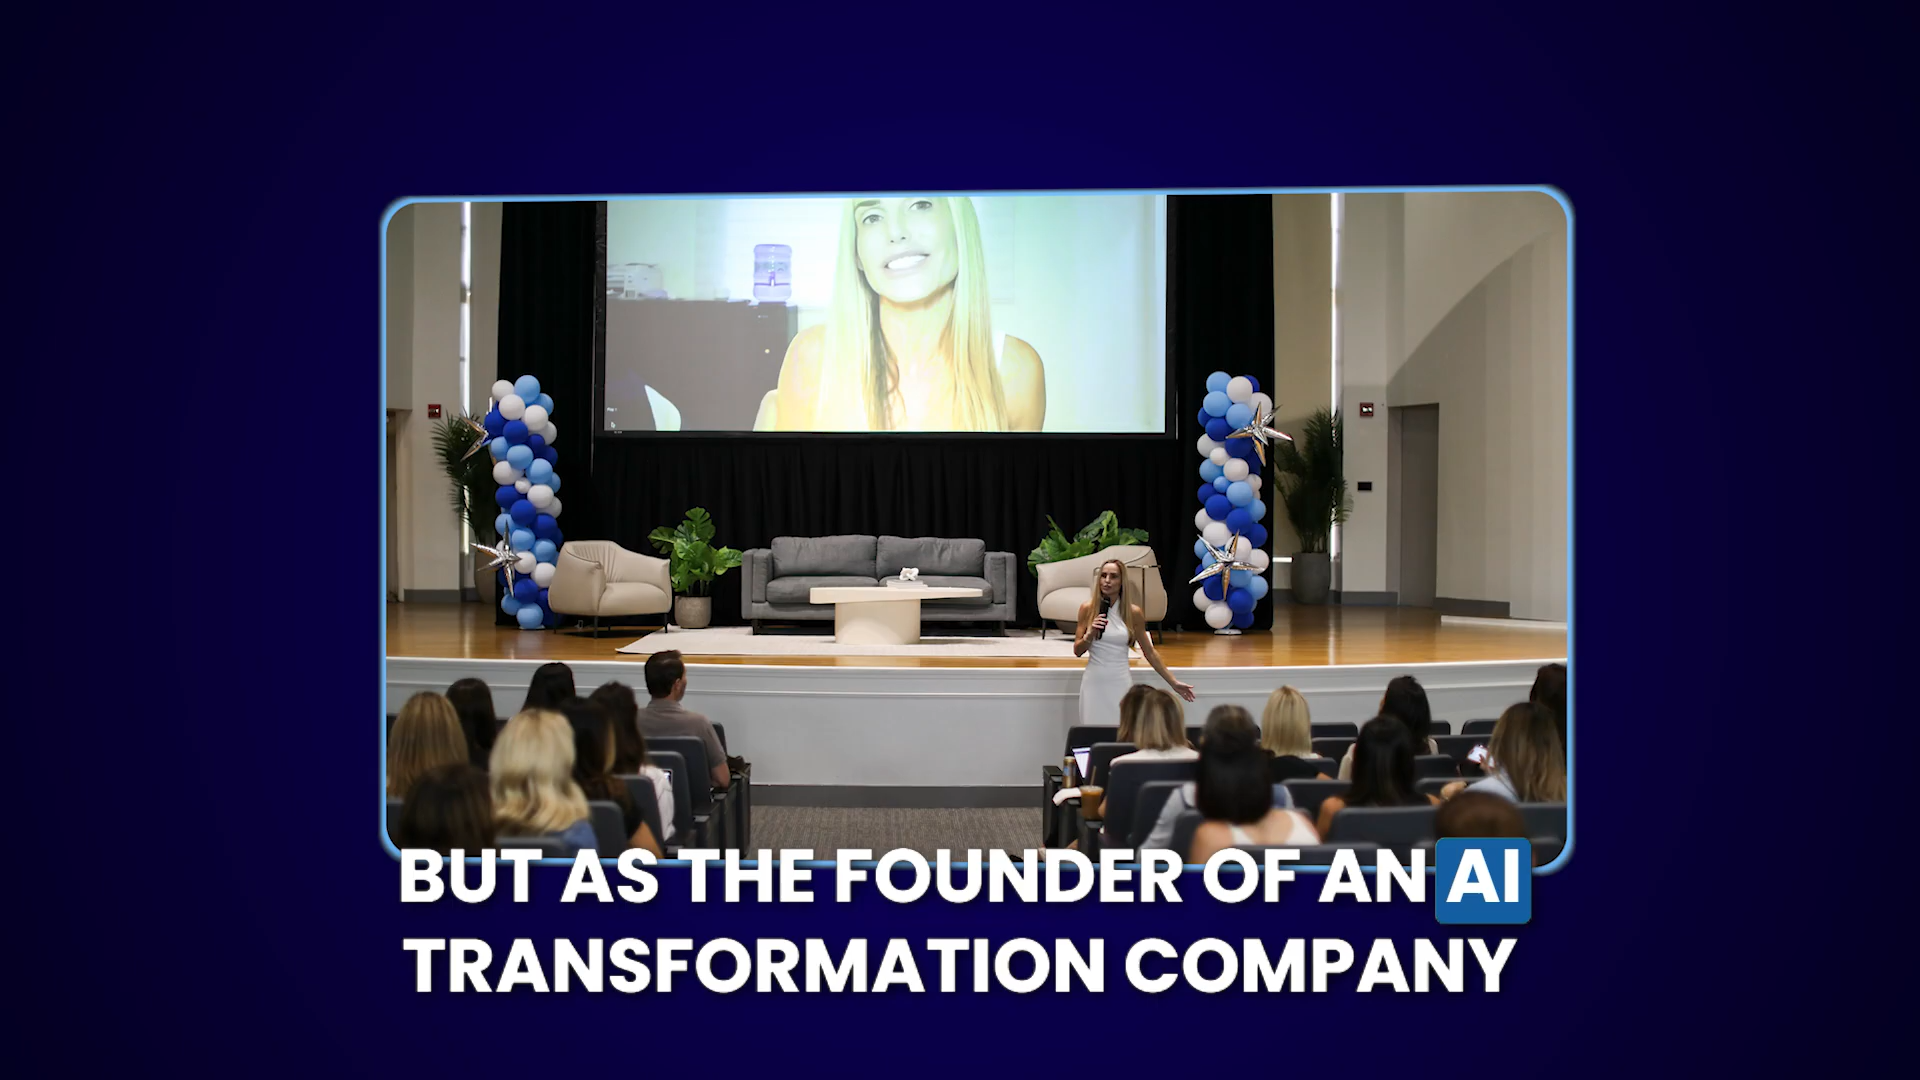 BUT AS THE FOUNDER OF AN AI
TRANSFORMATION COMPANY